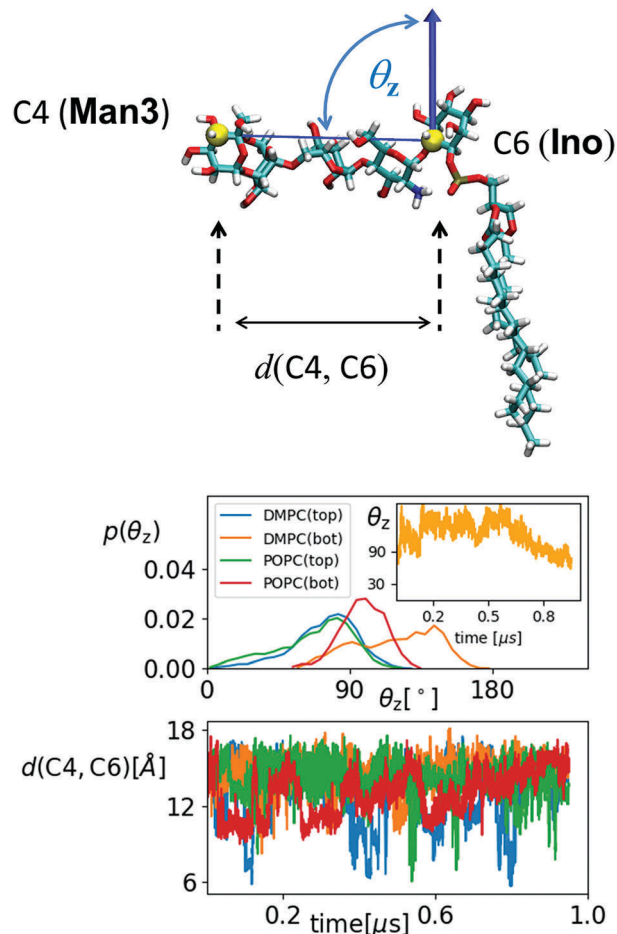 θz
C4 (Man3)
C6 (Ino)
d(C4, C6)
p(θz)
DMPC(top)
DMPC(bot)
POPC(top)
POPC(bot)
θz
90
30
0.2 0.5 0.8
time [μs]
0.04
0.02
0.00
0 90 180
θz[°]
d(C4, C6)[Å]
18
12
6
0.2 0.6 1.0
time[μs]